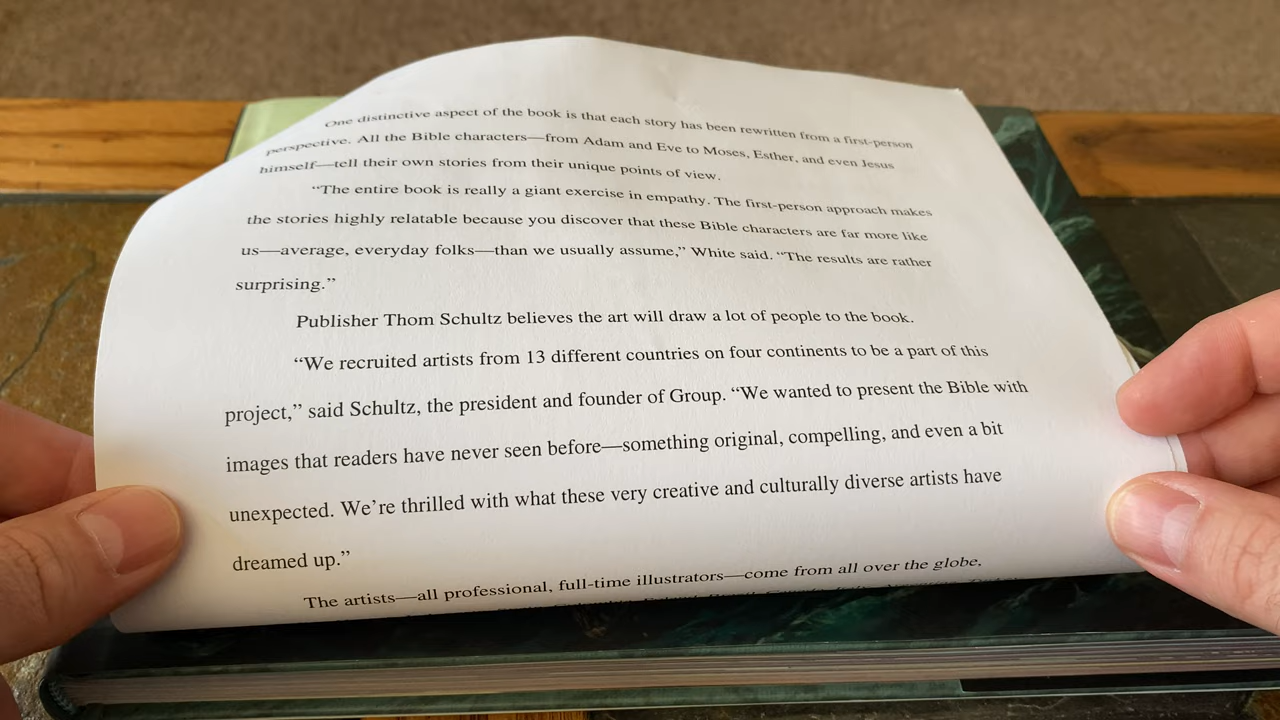 One distinctive aspect of the book is that each story has been rewritten from a first-person
perspective. All the Bible characters—from Adam and Eve to Moses, Esther, and even Jesus
himself—tell their own stories from their unique points of view.
“The entire book is really a giant exercise in empathy. The first-person approach makes
the stories highly relatable because you discover that these Bible characters are far more like
us—average, everyday folks—than we usually assume,” White said. “The results are rather
surprising.”
Publisher Thom Schultz believes the art will draw a lot of people to the book.
“We recruited artists from 13 different countries on four continents to be a part of this
project,” said Schultz, the president and founder of Group. “We wanted to present the Bible with
images that readers have never seen before—something original, compelling, and even a bit
unexpected. We’re thrilled with what these very creative and culturally diverse artists have
dreamed up.”
The artists—all professional, full-time illustrators—come from all over the globe,